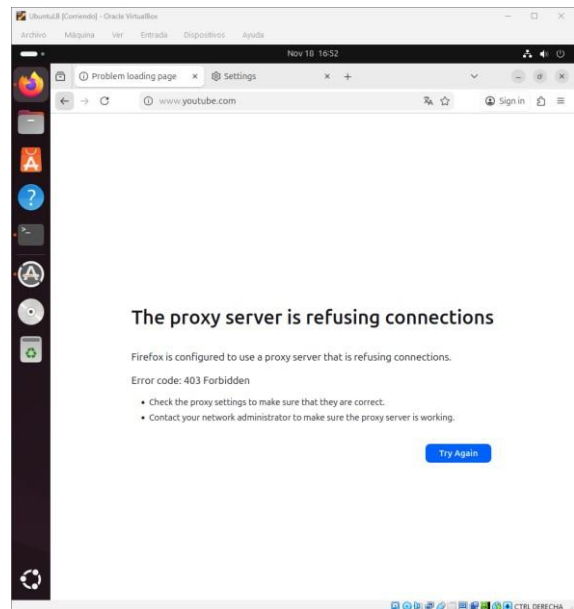 UbuntuLB [Corriendo] - Oracle VirtualBox
Archivo Máquina Ver Entrada Dispositivos Ayuda
Nov 18 16:52
Problem loading page
Settings
www.youtube.com
Sign in
The proxy server is refusing connections
Firefox is configured to use a proxy server that is refusing connections.
Error code: 403 Forbidden
• Check the proxy settings to make sure that they are correct.
• Contact your network administrator to make sure the proxy server is working.
Try Again
CTRL DERECHA